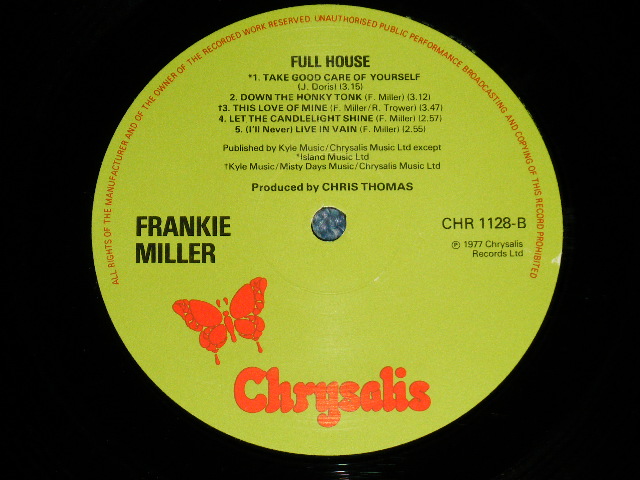 ALL RIGHTS OF THE MANUFACTURER AND OF THE OWNER OF THE RECORDED WORK RESERVED. UNAUTHORISED PUBLIC PERFORMANCE BROADCASTING AND COPYING OF THIS RECORD PROHIBITED
FULL HOUSE
*1. TAKE GOOD CARE OF YOURSELF
(J. Doris) (3.15)
2. DOWN THE HONKY TONK (F. Miller) (3.12)
†3. THIS LOVE OF MINE (F. Miller/R. Trower) (3.47)
4. LET THE CANDLELIGHT SHINE (F. Miller) (2.57)
5. (I'll Never) LIVE IN VAIN (F. Miller) (2.55)
Published by Kyle Music/Chrysalis Music Ltd except
*Island Music Ltd
†Kyle Music/Misty Days Music/Chrysalis Music Ltd
Produced by CHRIS THOMAS
FRANKIE
MILLER
CHR 1128-B
℗ 1977 Chrysalis
Records Ltd
Chrysalis